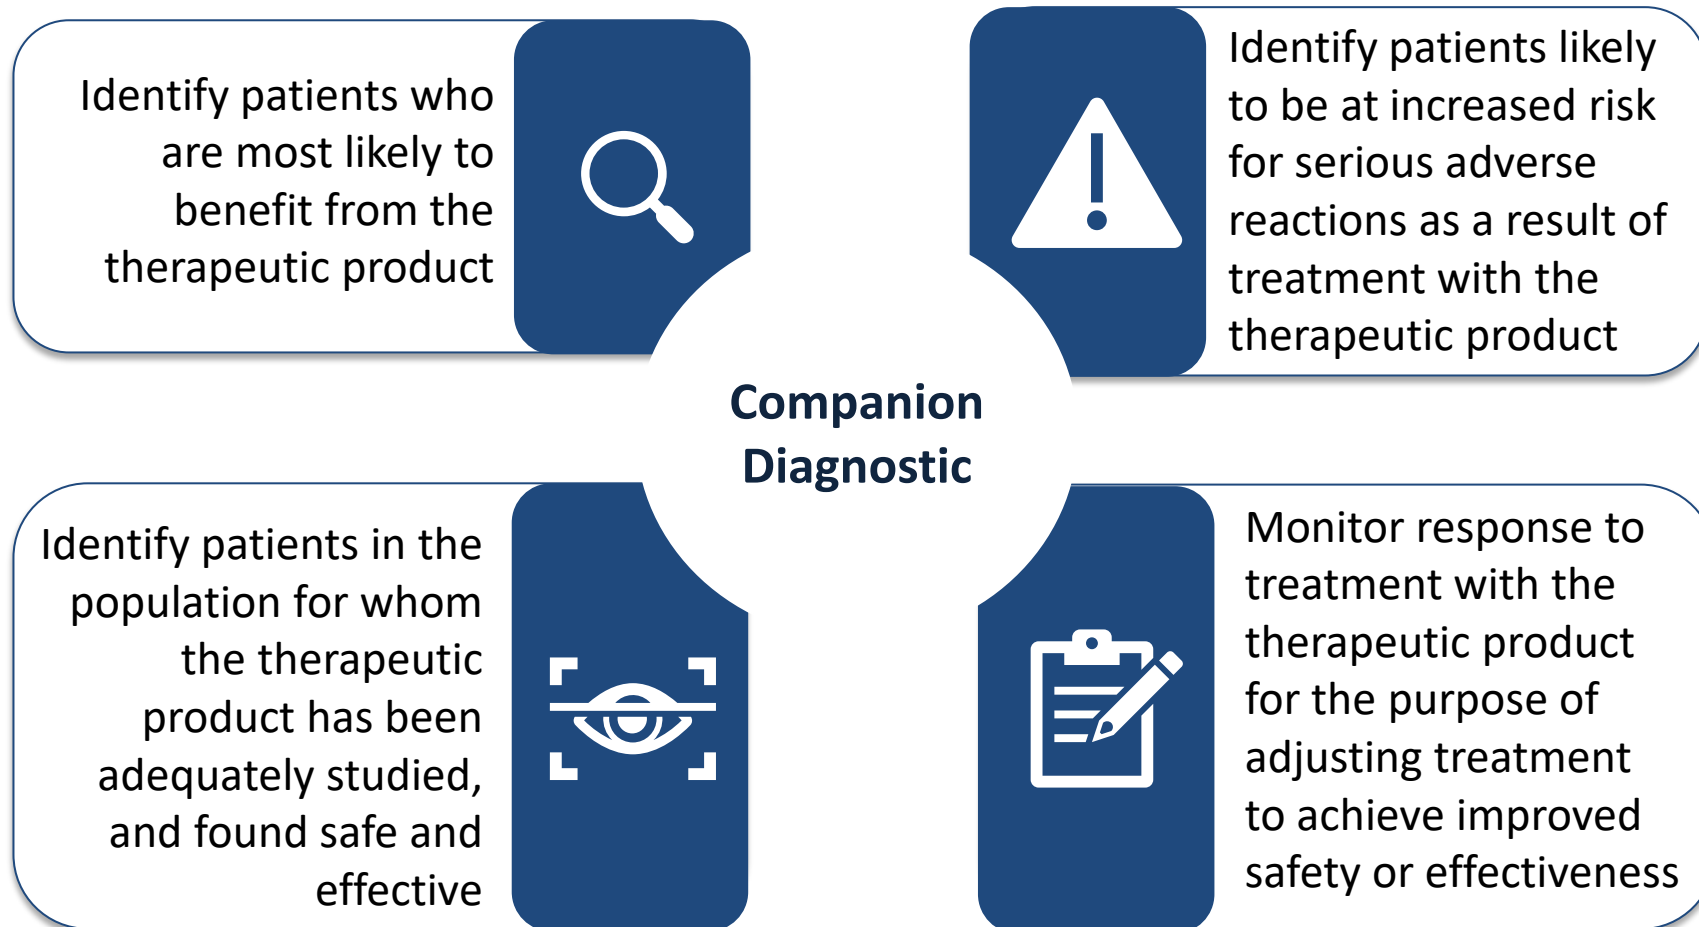 Identify patients who
are most likely to
benefit from the
therapeutic product
Identify patients likely
to be at increased risk
for serious adverse
reactions as a result of
treatment with the
therapeutic product
Companion
Diagnostic
Identify patients in the
population for whom
the therapeutic
product has been
adequately studied,
and found safe and
effective
Monitor response to
treatment with the
therapeutic product
for the purpose of
adjusting treatment
to achieve improved
safety or effectiveness